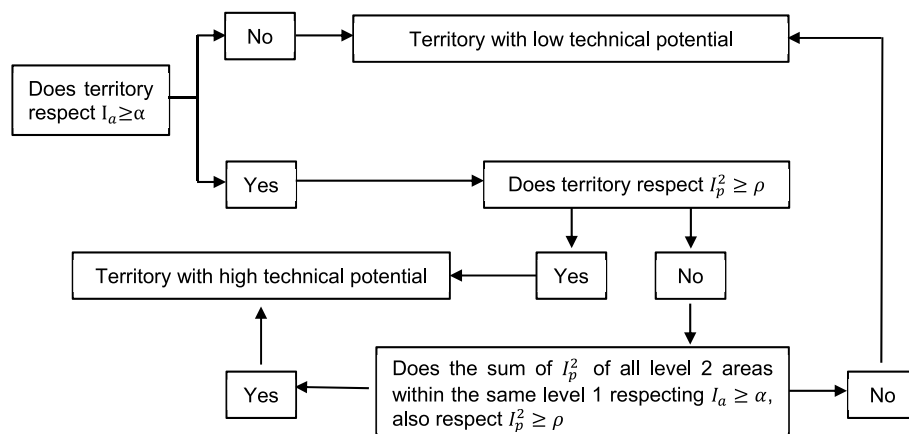 No
Territory with low technical potential
Does territory
respect I_a≥α
Yes
Does territory respect I_p^2 ≥ ρ
Territory with high technical potential
Yes
No
Does the sum of I_p^2 of all level 2 areas
within the same level 1 respecting I_a ≥ α,
also respect I_p^2 ≥ ρ
Yes
No